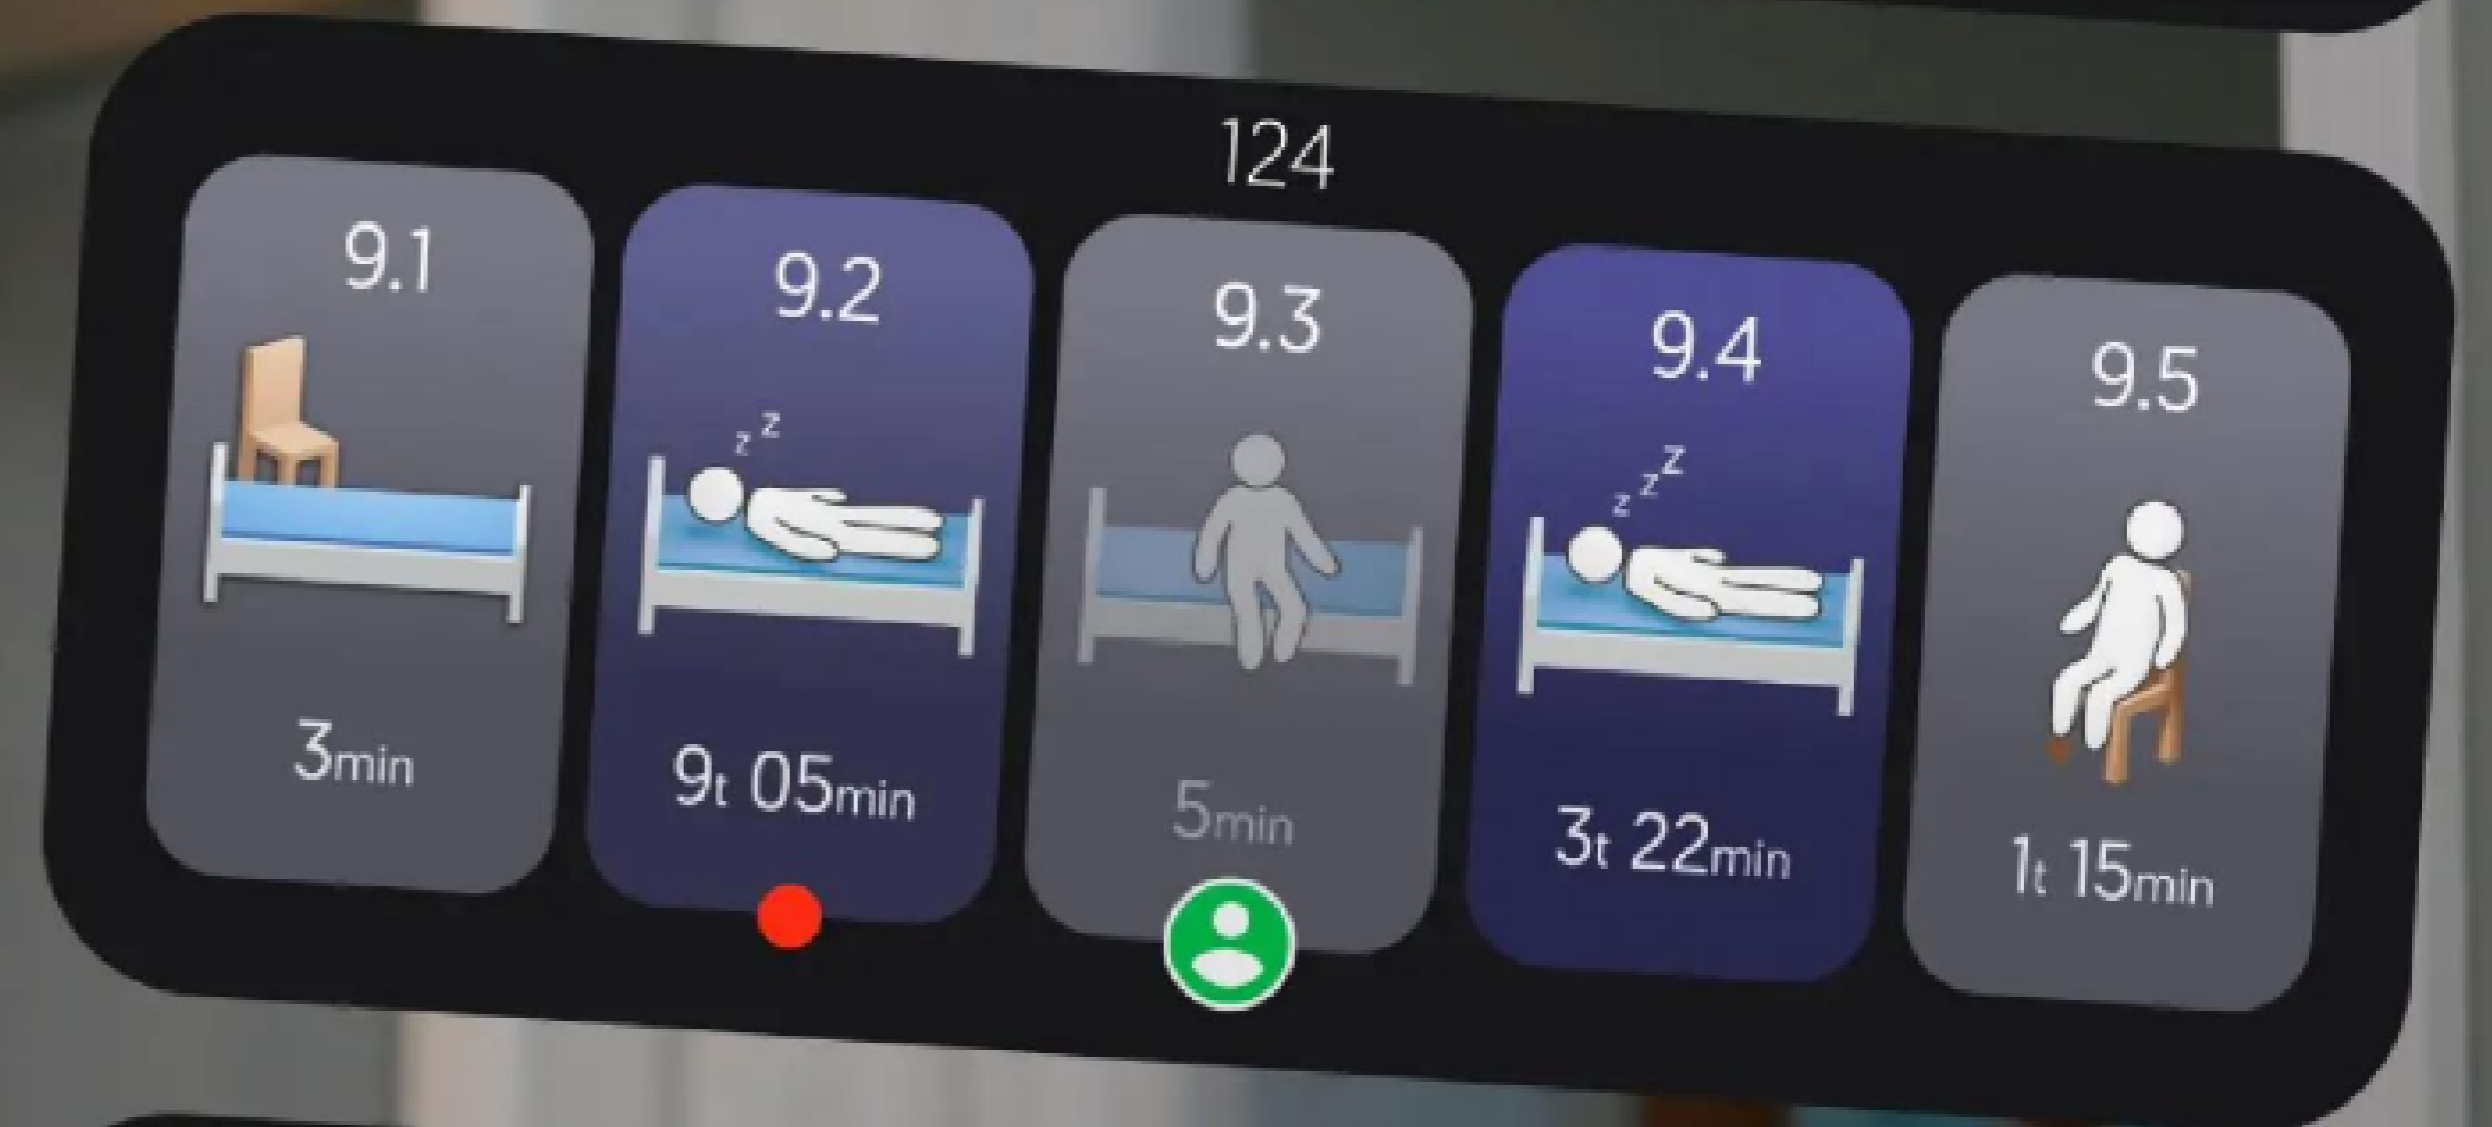 124
9.1
3min
9.2
z z
9t 05min
9.3
5min
9.4
z z z
3t 22min
9.5
1t 15min